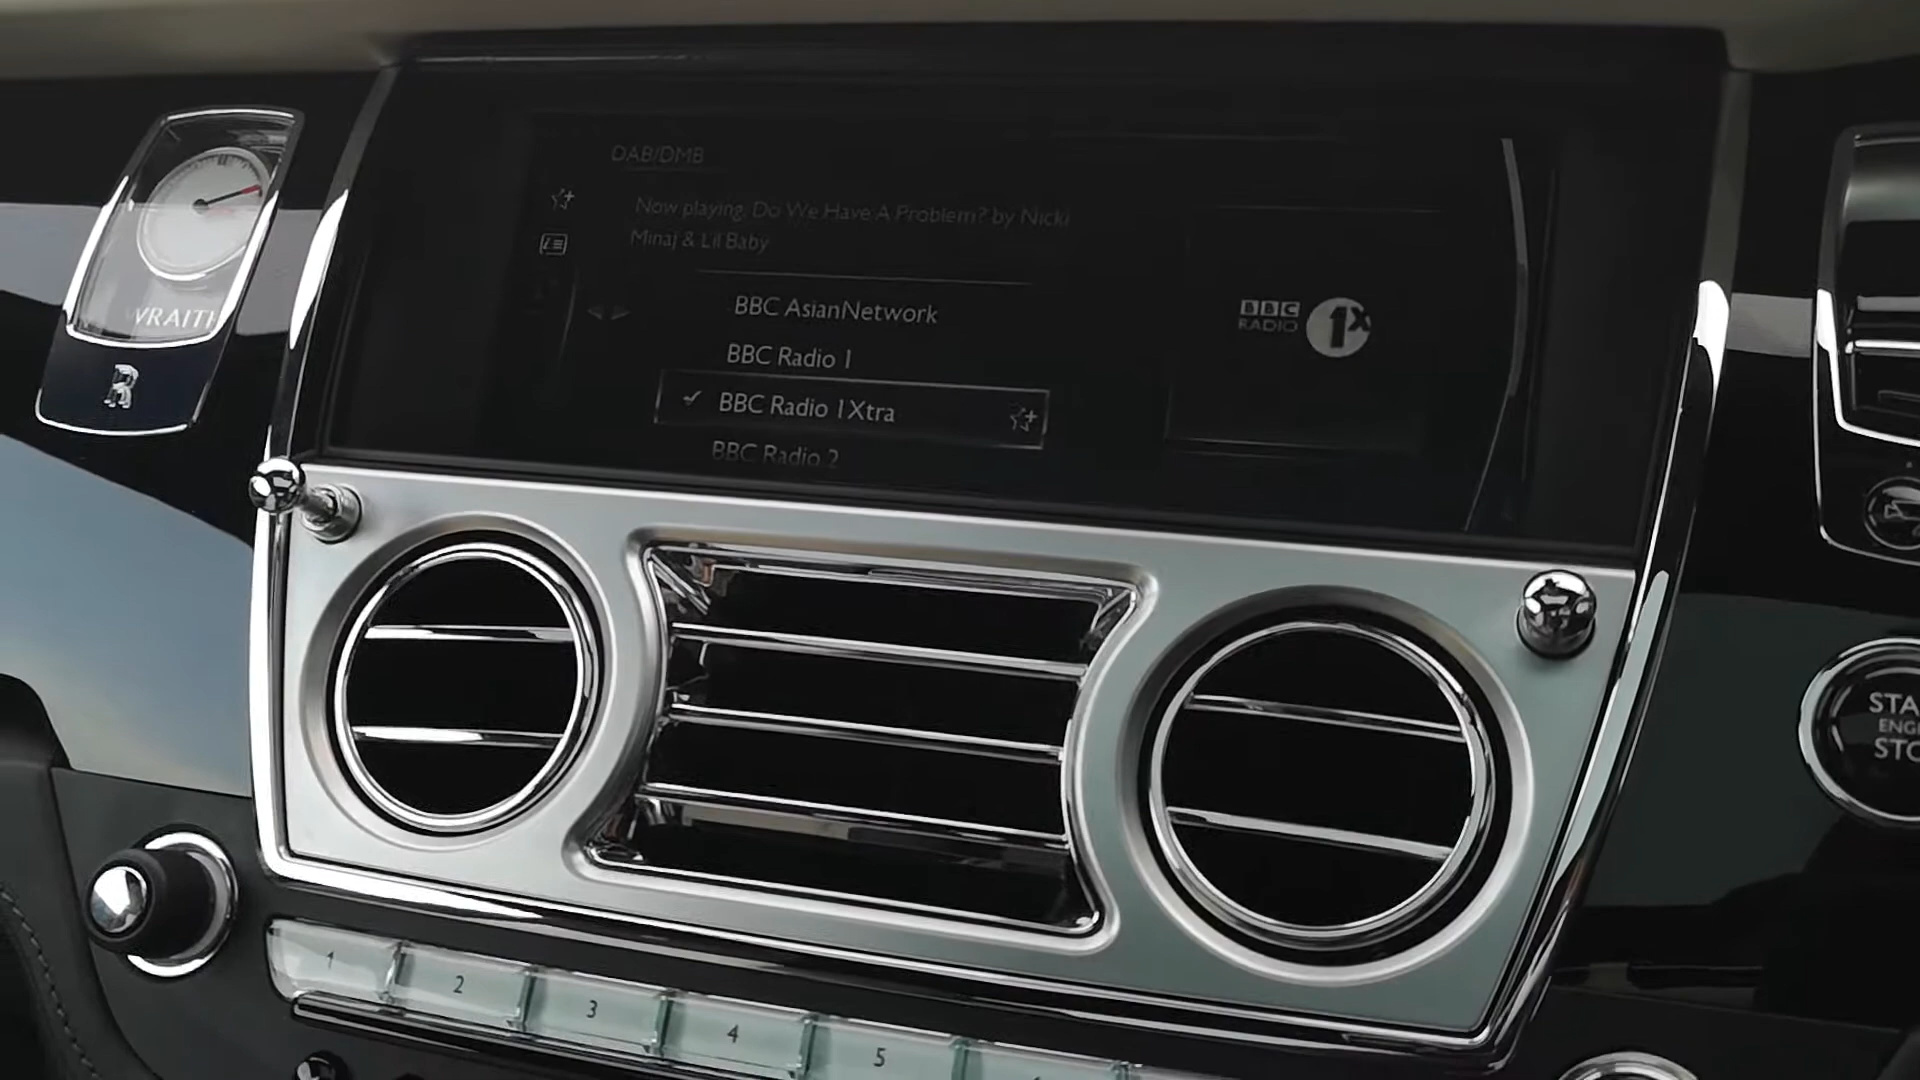 DAB/DMB
Now playing: Do We Have A Problem? by Nicki
Minaj & Lil Baby
BBC AsianNetwork
BBC Radio 1
BBC Radio 1Xtra
BBC Radio 2
BBC
RADIO
1X
WRAITH
R
STA
ENG
STO
1
2
3
4
5